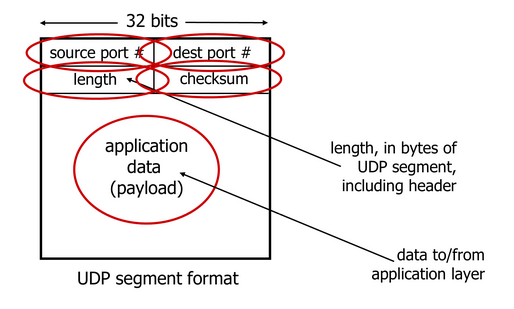 32 bits
source port #
dest port #
length
checksum
application
data
(payload)
length, in bytes of
UDP segment,
including header
data to/from
application layer
UDP segment format